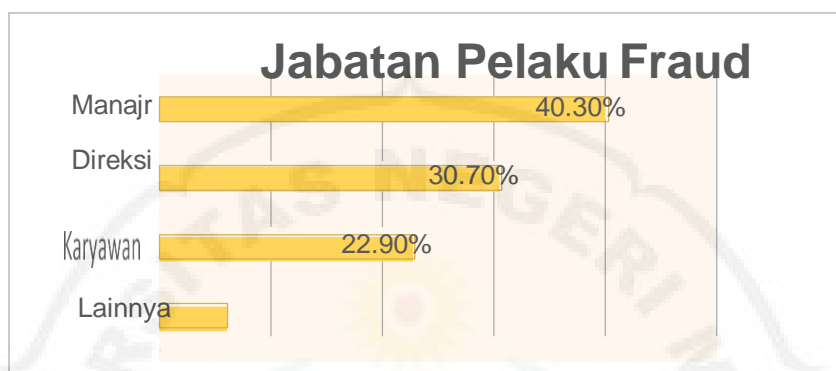 Jabatan Pelaku Fraud
Manajr 40.30%
Direksi 30.70%
Karyawan 22.90%
Lainnya